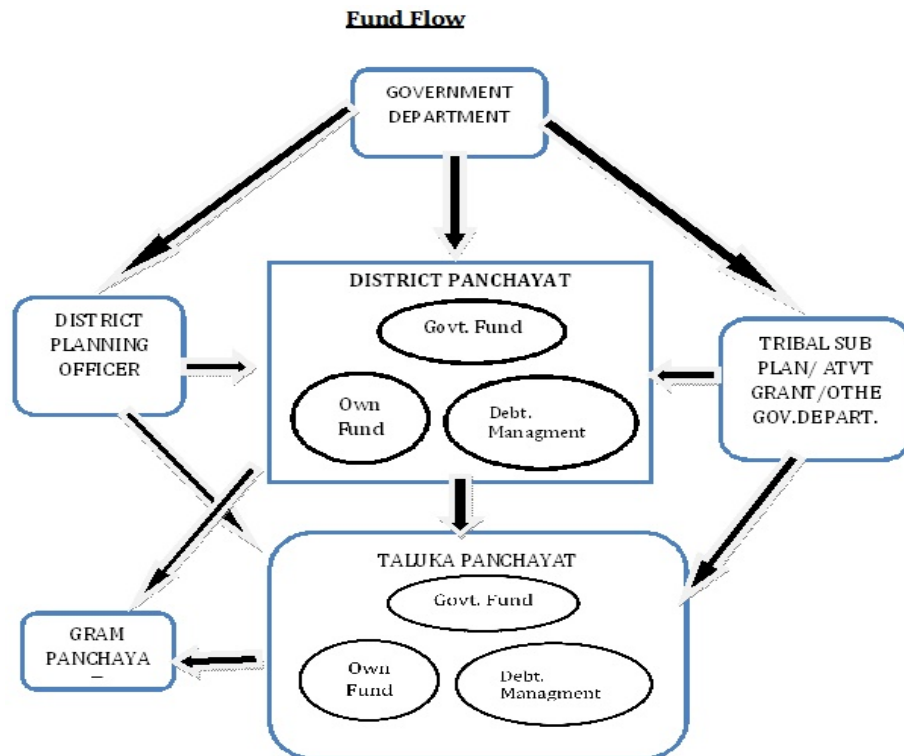 Fund Flow
GOVERNMENT
DEPARTMENT
DISTRICT PANCHAYAT
Govt. Fund
Own
Fund
Debt.
Managment
DISTRICT
PLANNING
OFFICER
TRIBAL SUB
PLAN/ ATVT
GRANT/OTHE
GOV.DEPART.
TALUKA PANCHAYAT
Govt. Fund
Own
Fund
Debt.
Managment
GRAM
PANCHAYA